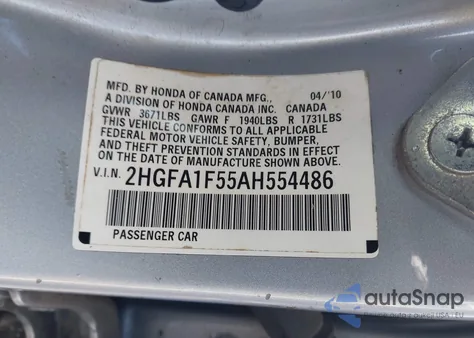 MFD. BY HONDA OF CANADA MFG., 04/'10
A DIVISION OF HONDA CANADA INC. CANADA
GVWR 3671LBS GAWR F 1940LBS R 1731LBS
THIS VEHICLE CONFORMS TO ALL APPLICABLE
FEDERAL MOTOR VEHICLE SAFETY, BUMPER,
AND THEFT PREVENTION STANDARDS IN EFFECT
ON THE DATE OF MANUFACTURE SHOWN ABOVE.
V.I.N. 2HGFA1F55AH554486
PASSENGER CAR
autoSnap